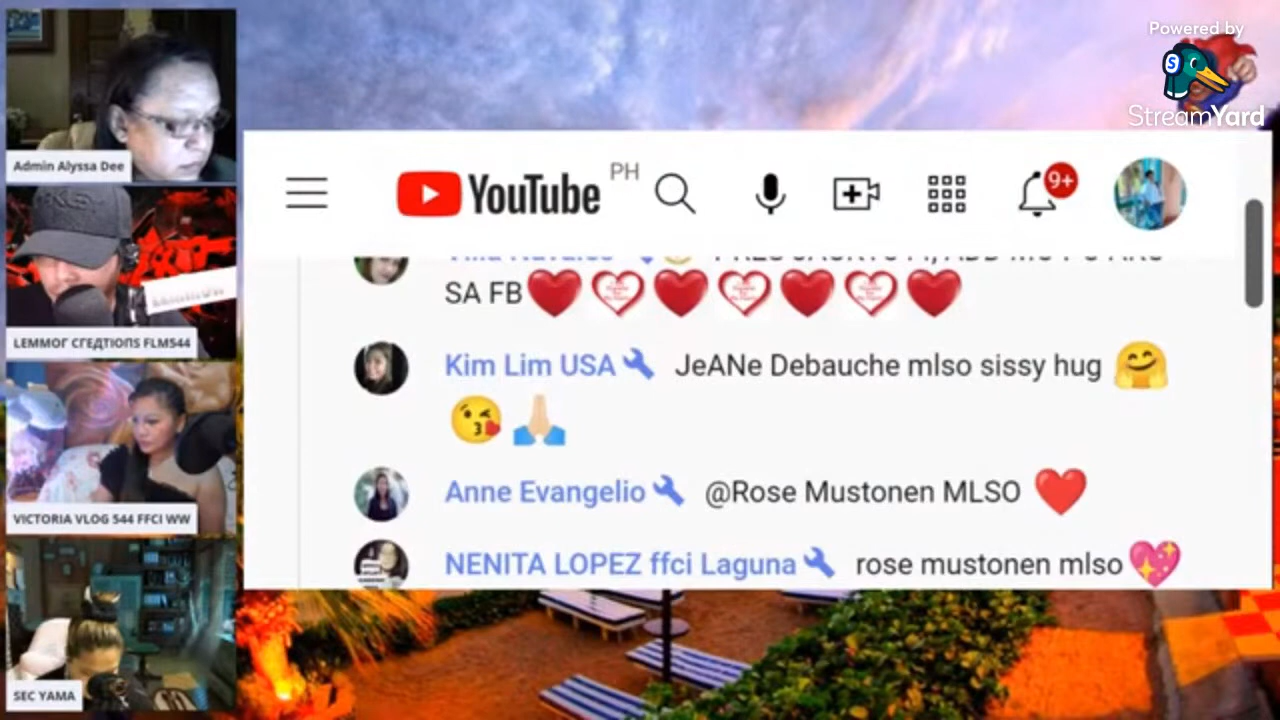 Powered by
StreamYard
Admin Alyssa Dee
LEMMOГ CГEДTIOПS FLM544
VICTORIA VLOG 544 FFCI WW
SEC YAMA
YouTube PH
9+
SA FB
Kim Lim USA JeANe Debauche mlso sissy hug
Anne Evangelio @Rose Mustonen MLSO
NENITA LOPEZ ffci Laguna rose mustonen mlso